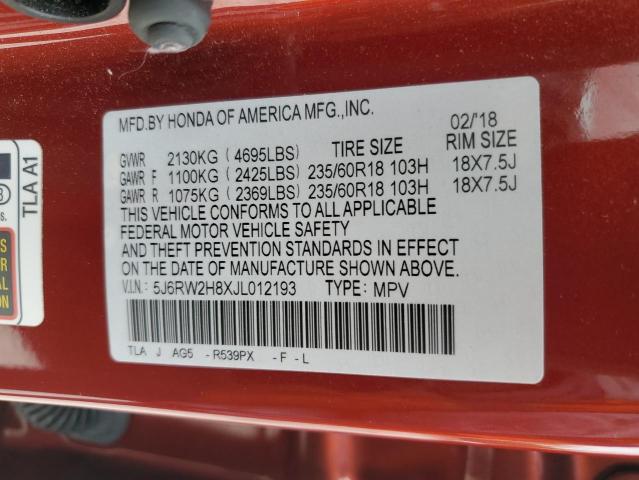 MFD.BY HONDA OF AMERICA MFG.,INC. 02/'18
GVWR 2130KG (4695LBS) TIRE SIZE RIM SIZE
GAWR F 1100KG (2425LBS) 235/60R18 103H 18X7.5J
GAWR R 1075KG (2369LBS) 235/60R18 103H 18X7.5J
THIS VEHICLE CONFORMS TO ALL APPLICABLE
FEDERAL MOTOR VEHICLE SAFETY
AND THEFT PREVENTION STANDARDS IN EFFECT
ON THE DATE OF MANUFACTURE SHOWN ABOVE.
V.I.N.: 5J6RW2H8XJL012193 TYPE: MPV
TLA J AG5 - R539PX - F - L
TLA A1